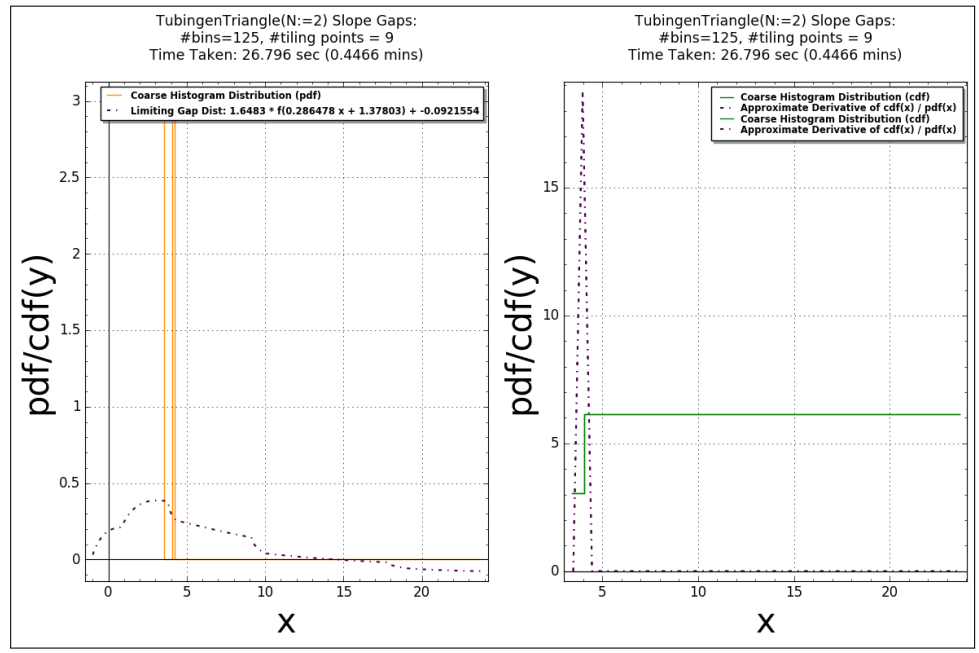 TubingenTriangle(N:=2) Slope Gaps:
#bins=125, #tiling points = 9
Time Taken: 26.796 sec (0.4466 mins)
Coarse Histogram Distribution (pdf)
Limiting Gap Dist: 1.6483 * f(0.286478 x + 1.37803) + -0.0921554
3
2.5
2
1.5
1
0.5
0
pdf/cdf(y)
0
5
10
15
20
x
TubingenTriangle(N:=2) Slope Gaps:
#bins=125, #tiling points = 9
Time Taken: 26.796 sec (0.4466 mins)
Coarse Histogram Distribution (cdf)
Approximate Derivative of cdf(x) / pdf(x)
Coarse Histogram Distribution (cdf)
Approximate Derivative of cdf(x) / pdf(x)
15
10
5
0
pdf/cdf(y)
5
10
15
20
x